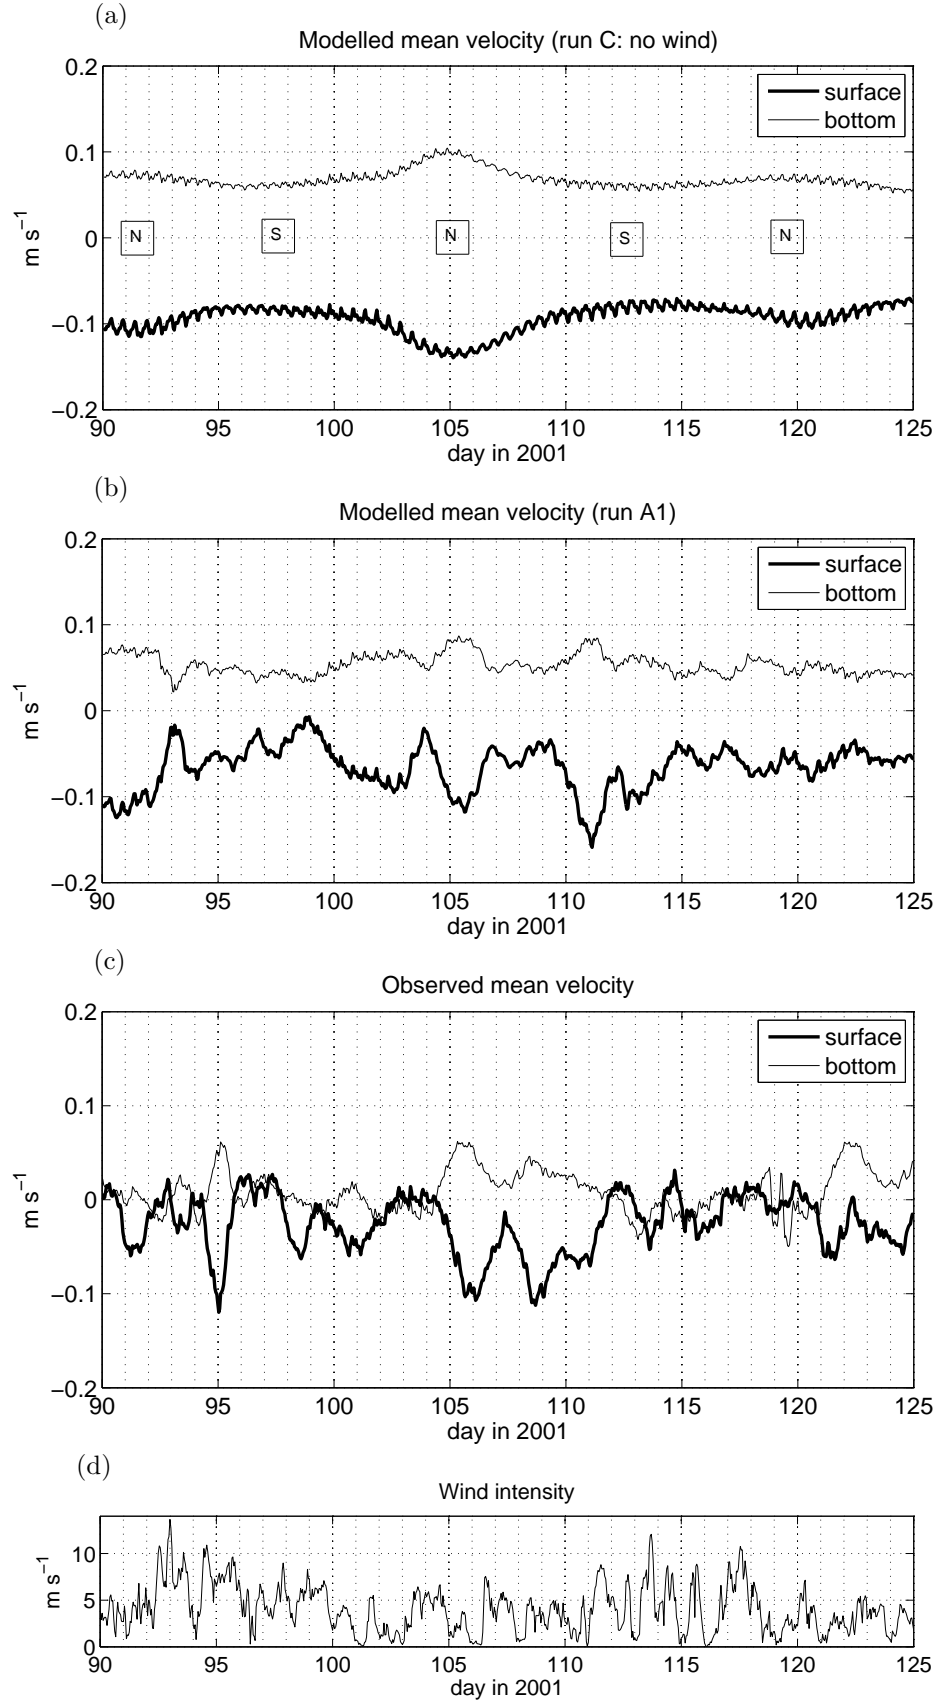 (a)
Modelled mean velocity (run C: no wind)
0.2
surface
bottom
0.1
m s⁻¹
0
N
S
N
S
N
−0.1
−0.2
90 95 100 105 110 115 120 125
day in 2001
(b)
Modelled mean velocity (run A1)
0.2
surface
bottom
0.1
m s⁻¹
0
−0.1
−0.2
90 95 100 105 110 115 120 125
day in 2001
(c)
Observed mean velocity
0.2
surface
bottom
0.1
m s⁻¹
0
−0.1
−0.2
90 95 100 105 110 115 120 125
day in 2001
(d)
Wind intensity
10
m s⁻¹
5
0
90 95 100 105 110 115 120 125
day in 2001